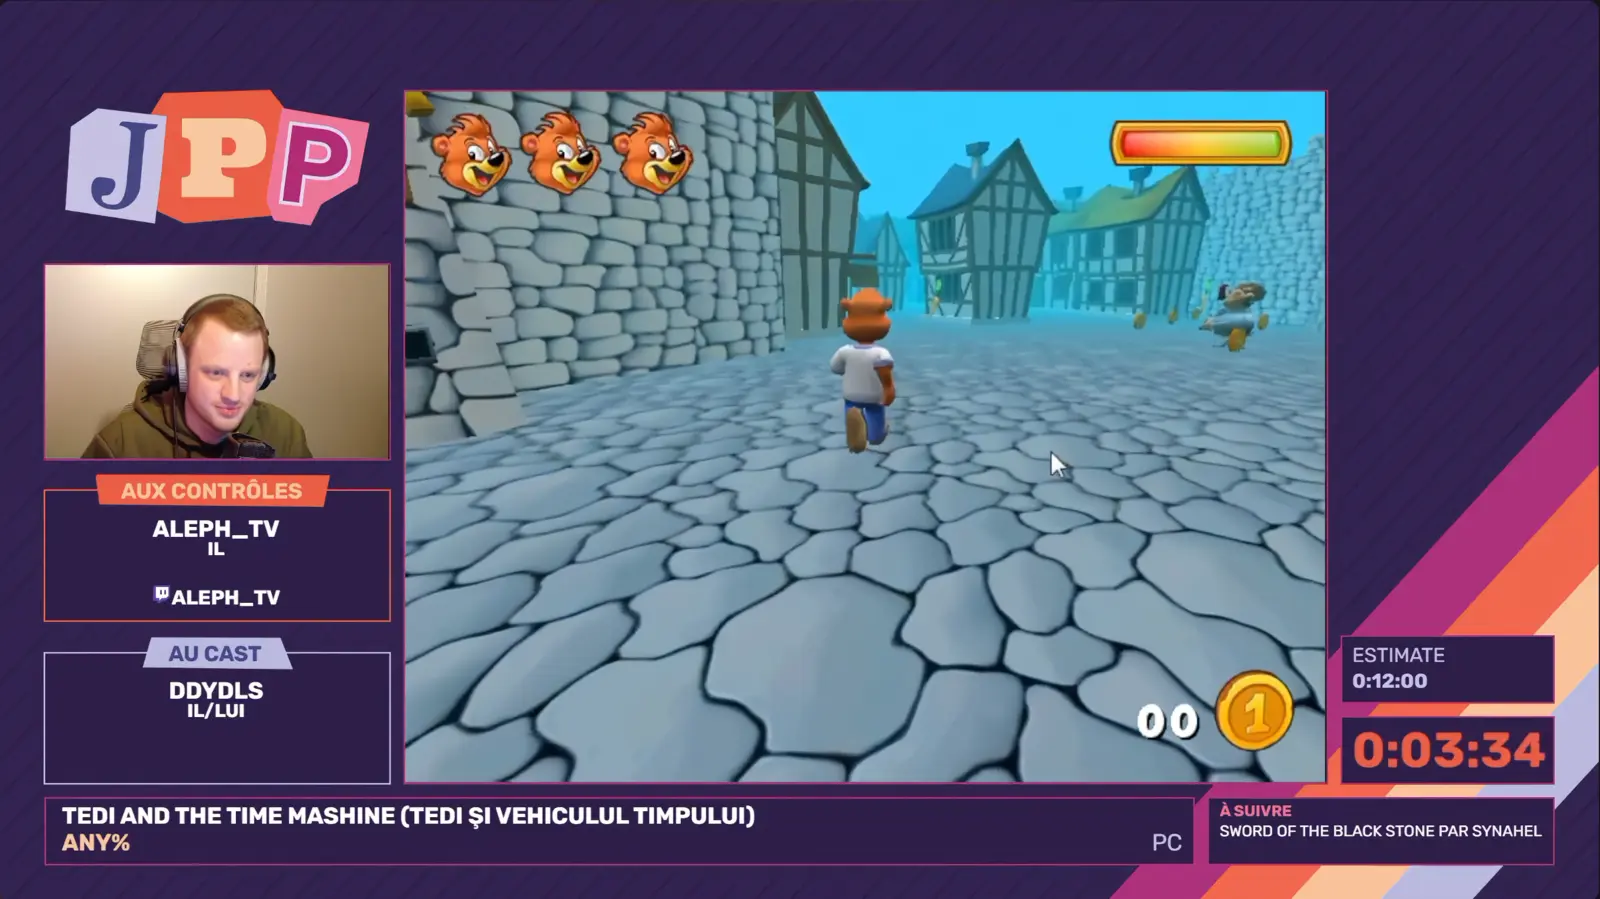 JPP
AUX CONTRÔLES
ALEPH_TV
IL
ALEPH_TV
AU CAST
DDYDLS
IL/LUI
00
1
ESTIMATE
0:12:00
0:03:34
TEDI AND THE TIME MASHINE (TEDI ŞI VEHICULUL TIMPULUI)
ANY%
PC
À SUIVRE
SWORD OF THE BLACK STONE PAR SYNAHEL